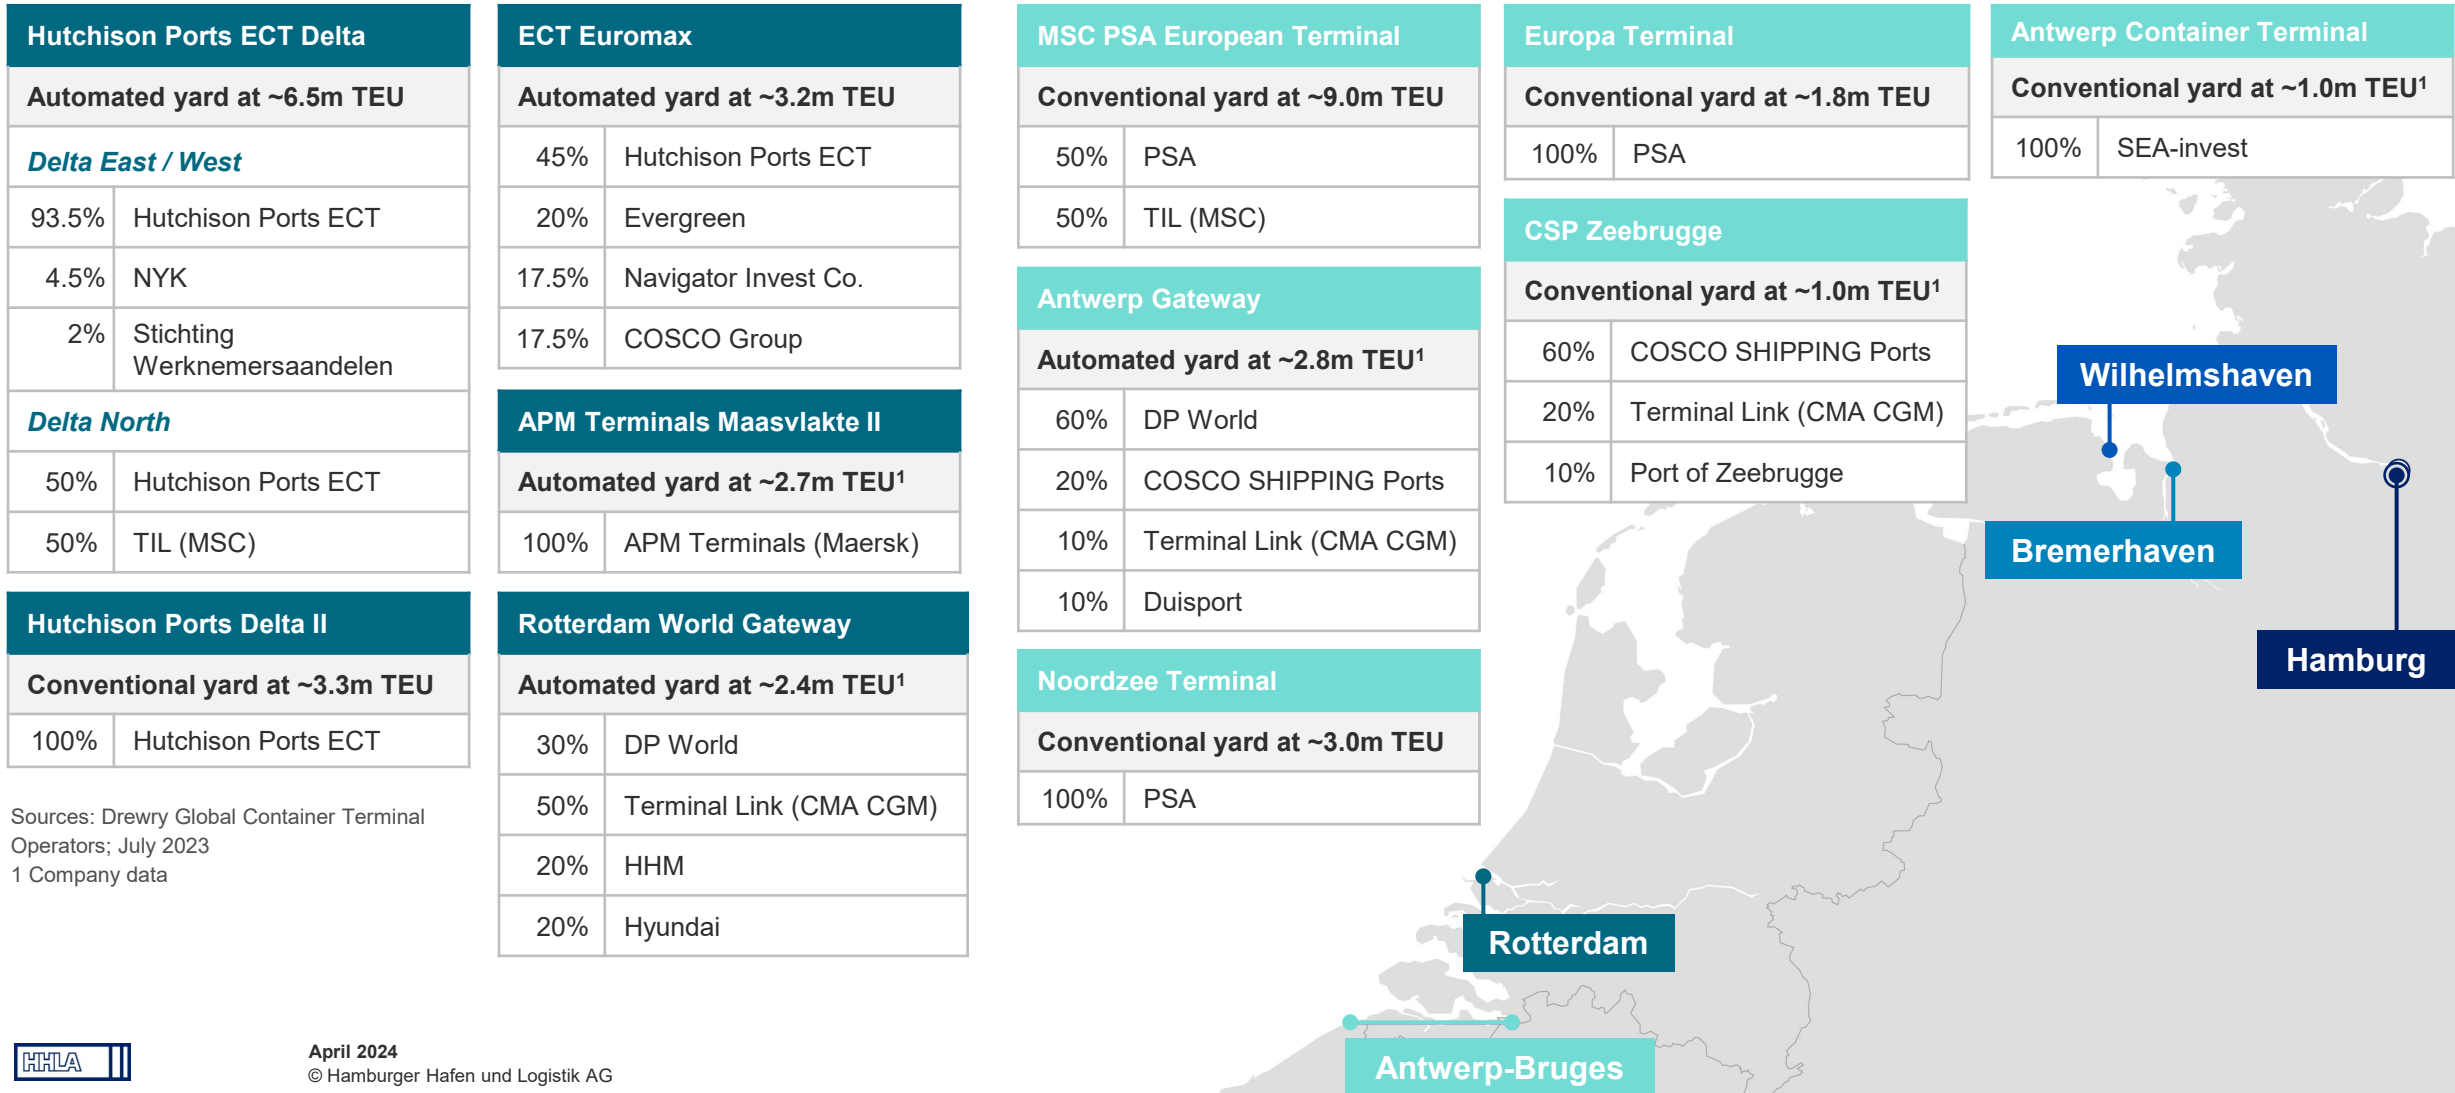 Hutchison Ports ECT Delta
Automated yard at ~6.5m TEU
Delta East / West
93.5% Hutchison Ports ECT
4.5% NYK
2% Stichting
Werknemersaandelen
Delta North
50% Hutchison Ports ECT
50% TIL (MSC)
Hutchison Ports Delta II
Conventional yard at ~3.3m TEU
100% Hutchison Ports ECT
Sources: Drewry Global Container Terminal
Operators; July 2023
1 Company data
ECT Euromax
Automated yard at ~3.2m TEU
45% Hutchison Ports ECT
20% Evergreen
17.5% Navigator Invest Co.
17.5% COSCO Group
APM Terminals Maasvlakte II
Automated yard at ~2.7m TEU¹
100% APM Terminals (Maersk)
Rotterdam World Gateway
Automated yard at ~2.4m TEU¹
30% DP World
50% Terminal Link (CMA CGM)
20% HHM
20% Hyundai
MSC PSA European Terminal
Conventional yard at ~9.0m TEU
50% PSA
50% TIL (MSC)
Antwerp Gateway
Automated yard at ~2.8m TEU¹
60% DP World
20% COSCO SHIPPING Ports
10% Terminal Link (CMA CGM)
10% Duisport
Noordzee Terminal
Conventional yard at ~3.0m TEU
100% PSA
Europa Terminal
Conventional yard at ~1.8m TEU
100% PSA
CSP Zeebrugge
Conventional yard at ~1.0m TEU¹
60% COSCO SHIPPING Ports
20% Terminal Link (CMA CGM)
10% Port of Zeebrugge
Antwerp Container Terminal
Conventional yard at ~1.0m TEU¹
100% SEA-invest
Wilhelmshaven
Bremerhaven
Hamburg
Rotterdam
Antwerp-Bruges
HHLA
April 2024
© Hamburger Hafen und Logistik AG